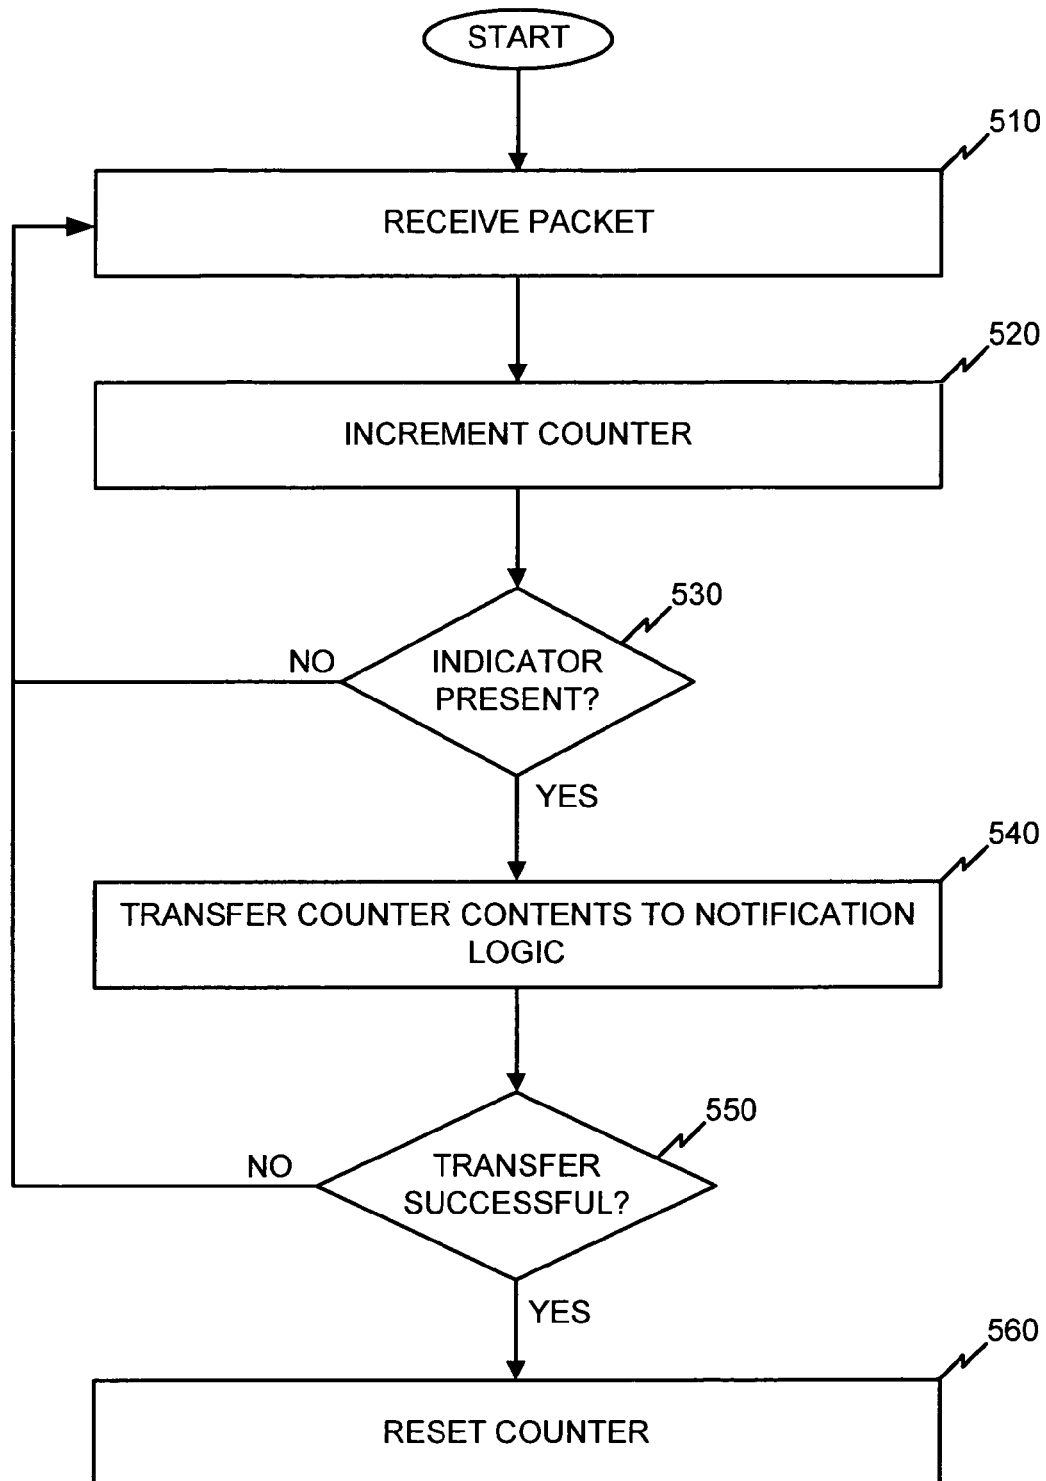 START
510
RECEIVE PACKET
520
INCREMENT COUNTER
530
NO
INDICATOR
PRESENT?
YES
540
TRANSFER COUNTER CONTENTS TO NOTIFICATION
LOGIC
550
NO
TRANSFER
SUCCESSFUL?
YES
560
RESET COUNTER